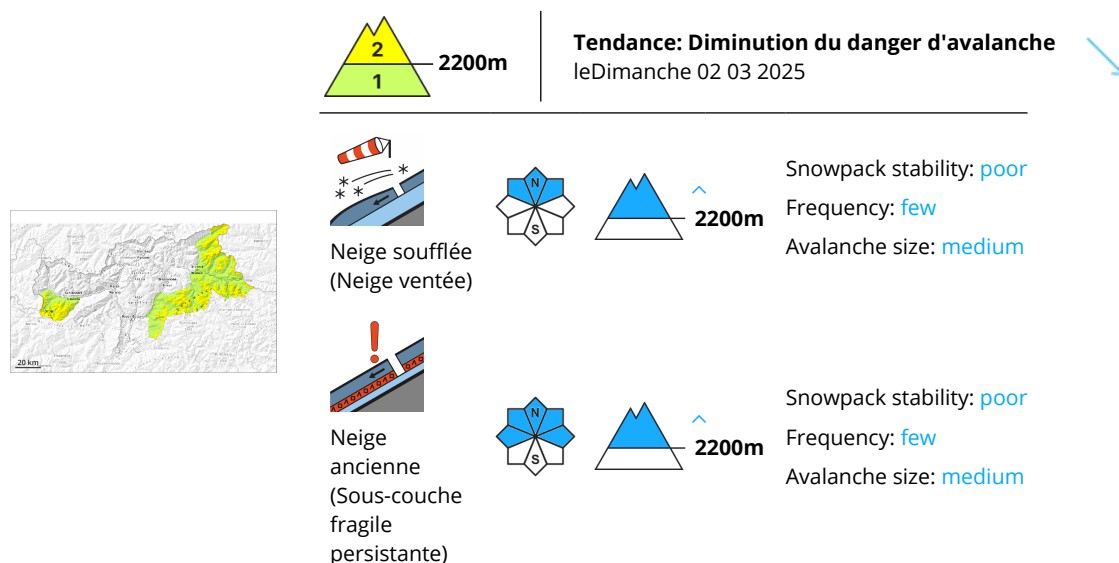 2
2200m
1
Tendance: Diminution du danger d'avalanche
leDimanche 02 03 2025
20 km
Neige soufflée
(Neige ventée)
N
S
2200m
Snowpack stability: poor
Frequency: few
Avalanche size: medium
Neige
ancienne
(Sous-couche
fragile
persistante)
N
S
2200m
Snowpack stability: poor
Frequency: few
Avalanche size: medium